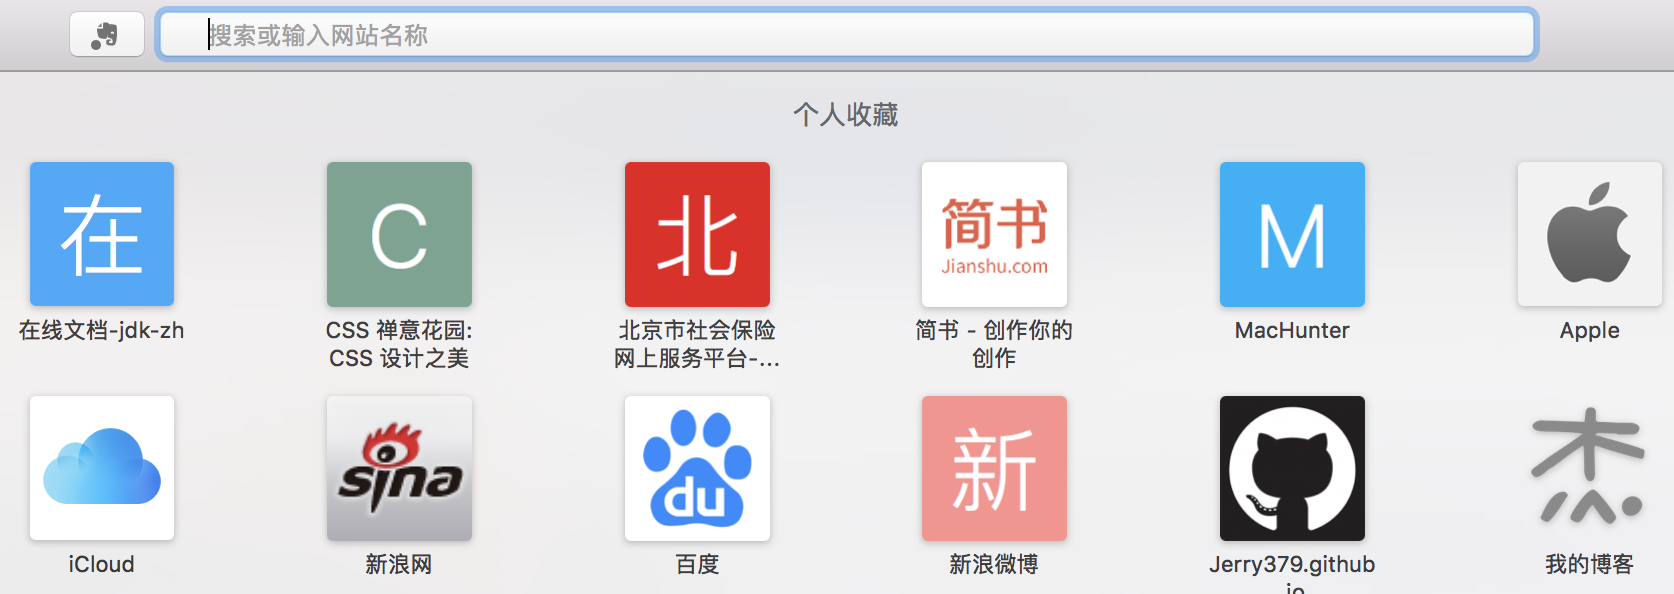 搜索或输入网站名称
个人收藏
在
C
北
简书
Jianshu.com
M
在线文档-jdk-zh
CSS 禅意花园:
CSS 设计之美
北京市社会保险
网上服务平台-...
简书 - 创作你的
创作
MacHunter
Apple
sina
du
新
杰
iCloud
新浪网
百度
新浪微博
Jerry379.github
io
我的博客